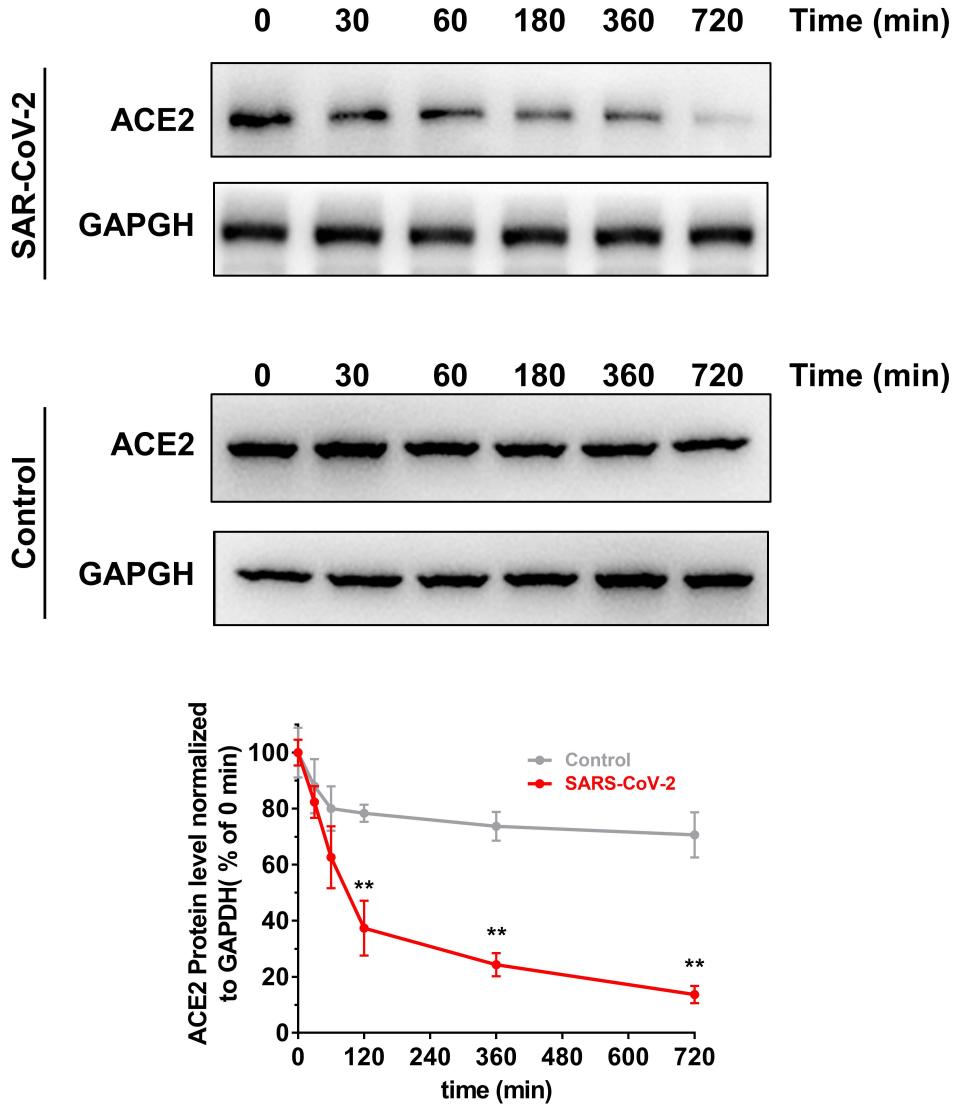 0 30 60 180 360 720 Time (min)
SAR-CoV-2
ACE2
GAPGH
0 30 60 180 360 720 Time (min)
Control
ACE2
GAPGH
ACE2 Protein level normalized
to GAPDH( % of 0 min)
100
80
60
40
20
0
Control
SARS-CoV-2
**
**
**
0 120 240 360 480 600 720
time (min)